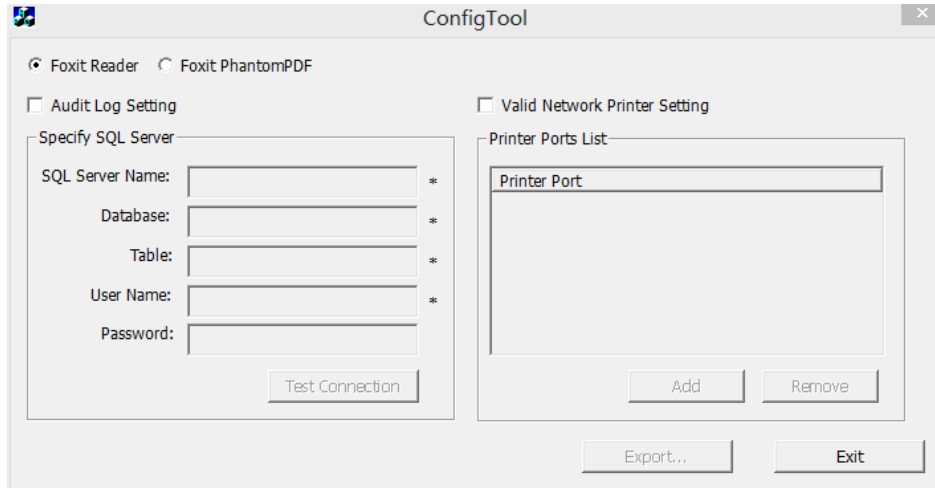 ConfigTool
Foxit Reader Foxit PhantomPDF
Audit Log Setting
Valid Network Printer Setting
Specify SQL Server
Printer Ports List
SQL Server Name: *
Printer Port
Database: *
Table: *
User Name: *
Password:
Test Connection
Add Remove
Export... Exit